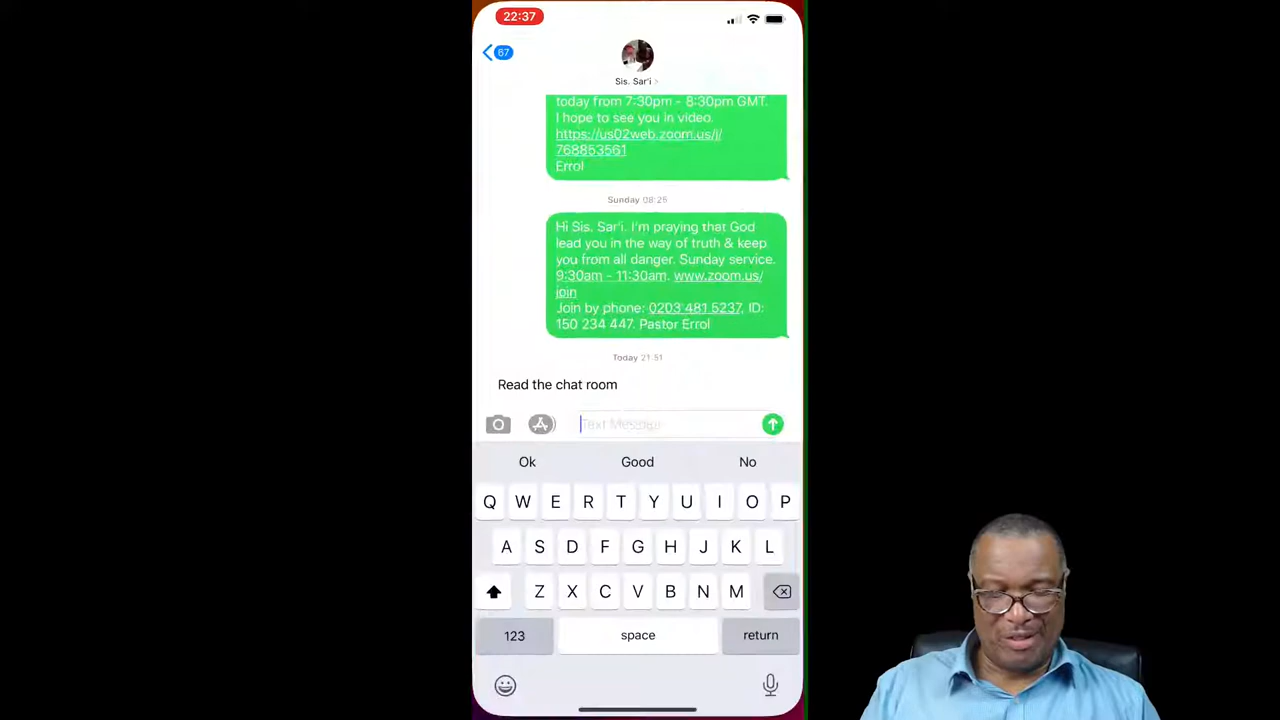 22:37
67
Sis. Sar'i >
today from 7:30pm - 8:30pm GMT.
I hope to see you in video.
https://us02web.zoom.us/j/
768853561
Errol
Sunday 08:25
Hi Sis. Sar'i. I'm praying that God
lead you in the way of truth & keep
you from all danger. Sunday service.
9:30am - 11:30am. www.zoom.us/
join
Join by phone: 0203 481 5237, ID:
150 234 447. Pastor Errol
Today 21:51
Read the chat room
Text Message
Ok Good No
Q W E R T Y U I O P
A S D F G H J K L
Z X C V B N M
123 space return